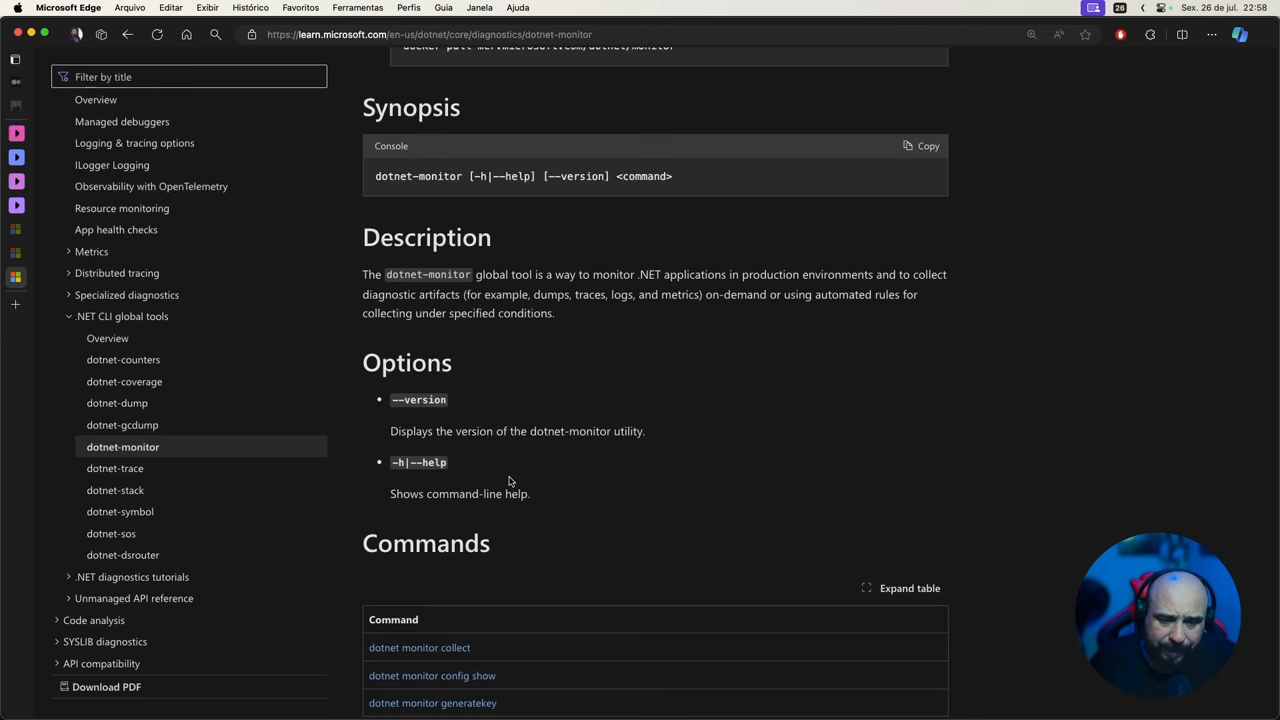 Microsoft Edge Arquivo Editar Exibir Histórico Favoritos Ferramentas Perfis Guia Janela Ajuda 26 Sex. 26 de jul. 22:58
https://learn.microsoft.com/en-us/dotnet/core/diagnostics/dotnet-monitor
docker pull mcr.microsoft.com/dotnet/monitor
Filter by title
Overview
Managed debuggers
Logging & tracing options
ILogger Logging
Observability with OpenTelemetry
Resource monitoring
App health checks
Metrics
Distributed tracing
Specialized diagnostics
.NET CLI global tools
Overview
dotnet-counters
dotnet-coverage
dotnet-dump
dotnet-gcdump
dotnet-monitor
dotnet-trace
dotnet-stack
dotnet-symbol
dotnet-sos
dotnet-dsrouter
.NET diagnostics tutorials
Unmanaged API reference
Code analysis
SYSLIB diagnostics
API compatibility
Download PDF
Synopsis
Console Copy
dotnet-monitor [-h|--help] [--version] <command>
Description
The dotnet-monitor global tool is a way to monitor .NET applications in production environments and to collect
diagnostic artifacts (for example, dumps, traces, logs, and metrics) on-demand or using automated rules for
collecting under specified conditions.
Options
• --version
Displays the version of the dotnet-monitor utility.
• -h|--help
Shows command-line help.
Commands
Expand table
Command
dotnet monitor collect
dotnet monitor config show
dotnet monitor generatekey